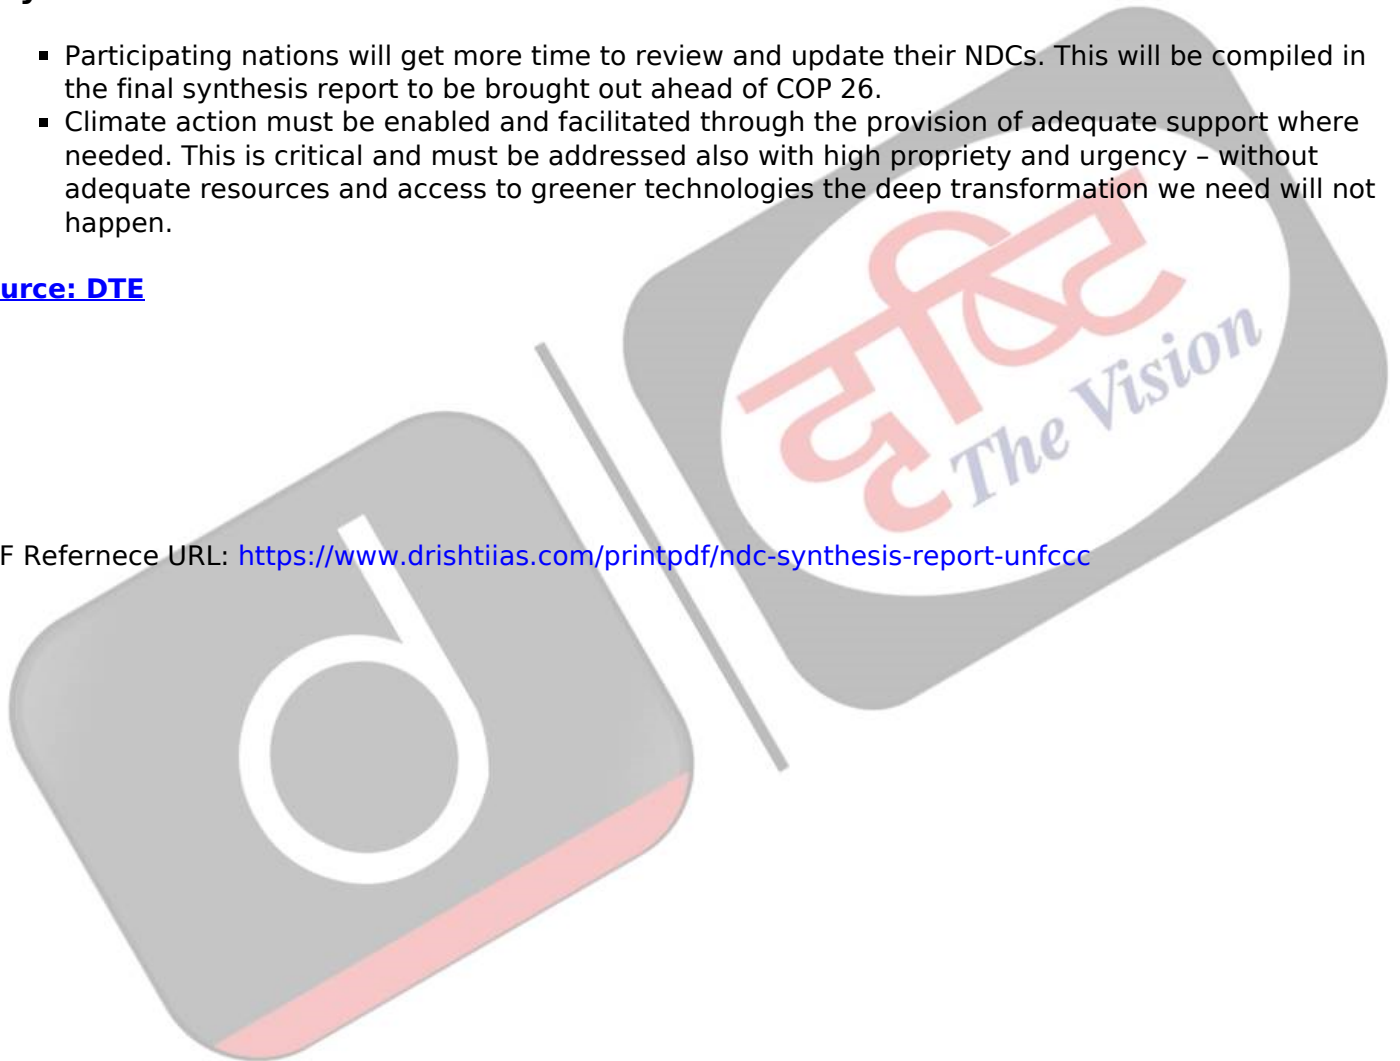 Participating nations will get more time to review and update their NDCs. This will be compiled in
the final synthesis report to be brought out ahead of COP 26.
Climate action must be enabled and facilitated through the provision of adequate support where
needed. This is critical and must be addressed also with high propriety and urgency – without
adequate resources and access to greener technologies the deep transformation we need will not
happen.
urce: DTE
दृष्टि
The Vision
d
F Refernece URL: https://www.drishtiias.com/printpdf/ndc-synthesis-report-unfccc